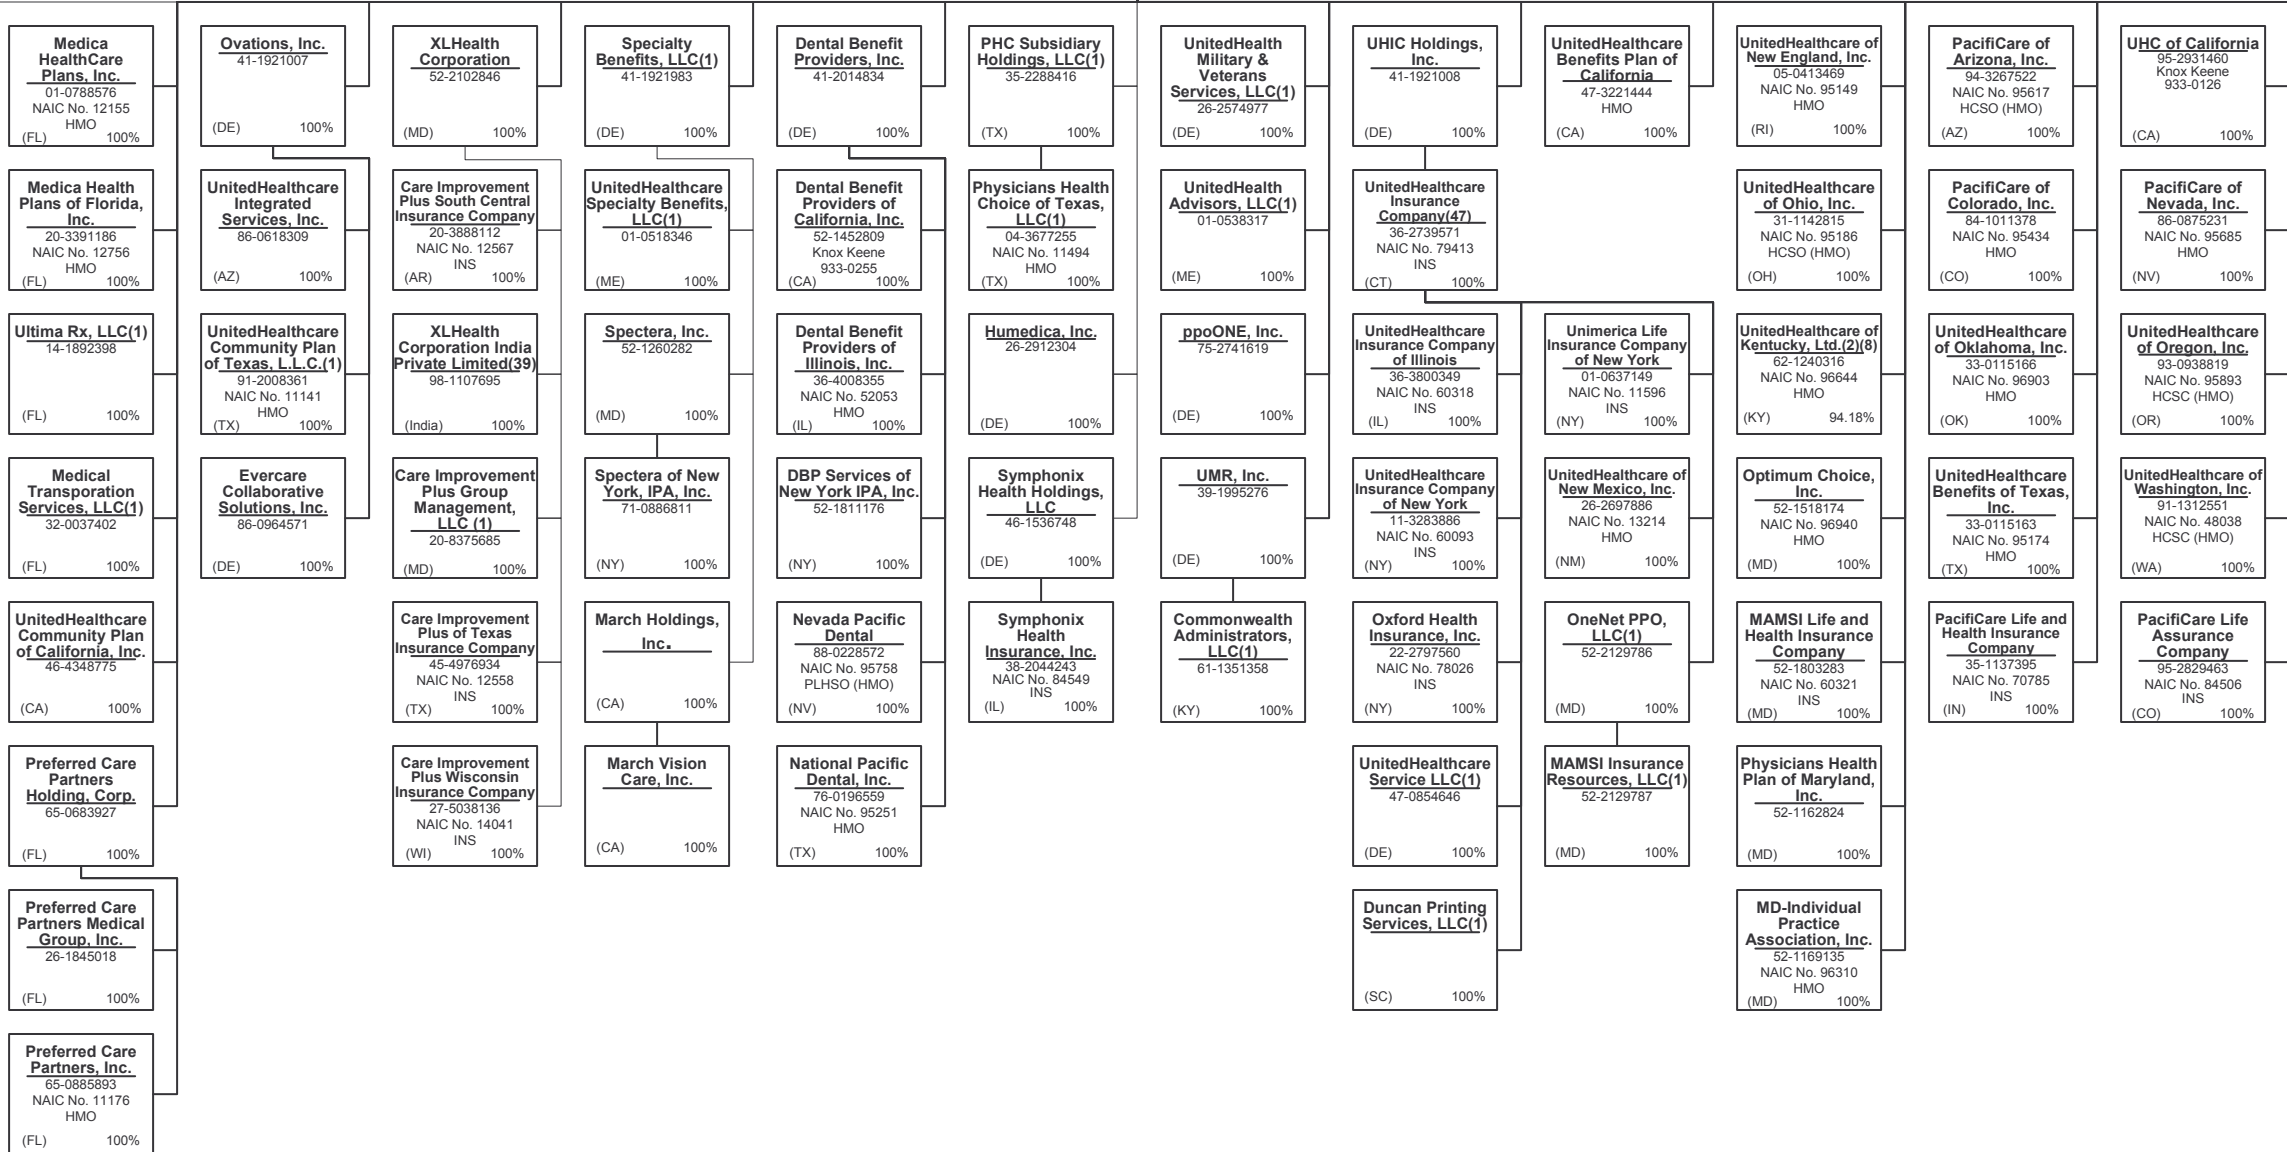 Medica
HealthCare
Plans, Inc.
01-0788576
NAIC No. 12155
HMO
(FL) 100%
Medica Health
Plans of Florida,
Inc.
20-3391186
NAIC No. 12756
HMO
(FL) 100%
Ultima Rx, LLC(1)
14-1892398
(FL) 100%
Medical
Transporation
Services, LLC(1)
32-0037402
(FL) 100%
UnitedHealthcare
Community Plan
of California, Inc.
46-4348775
(CA) 100%
Preferred Care
Partners
Holding, Corp.
65-0683927
(FL) 100%
Preferred Care
Partners Medical
Group, Inc.
26-1845018
(FL) 100%
Preferred Care
Partners, Inc.
65-0885893
NAIC No. 11176
HMO
(FL) 100%
Ovations, Inc.
41-1921007
(DE) 100%
UnitedHealthcare
Integrated
Services, Inc.
86-0618309
(AZ) 100%
UnitedHealthcare
Community Plan
of Texas, L.L.C.(1)
91-2008361
NAIC No. 11141
HMO
(TX) 100%
Evercare
Collaborative
Solutions, Inc.
86-0964571
(DE) 100%
XLHealth
Corporation
52-2102846
(MD) 100%
Care Improvement
Plus South Central
Insurance Company
20-3888112
NAIC No. 12567
INS
(AR) 100%
XLHealth
Corporation India
Private Limited(39)
98-1107695
(India) 100%
Care Improvement
Plus Group
Management,
LLC (1)
20-8375685
(MD) 100%
Care Improvement
Plus of Texas
Insurance Company
45-4976934
NAIC No. 12558
INS
(TX) 100%
Care Improvement
Plus Wisconsin
Insurance Company
27-5038136
NAIC No. 14041
INS
(WI) 100%
Specialty
Benefits, LLC(1)
41-1921983
(DE) 100%
UnitedHealthcare
Specialty Benefits,
LLC(1)
01-0518346
(ME) 100%
Spectera, Inc.
52-1260282
(MD) 100%
Spectera of New
York, IPA, Inc.
71-0886811
(NY) 100%
March Holdings,
Inc.
(CA) 100%
March Vision
Care, Inc.
(CA) 100%
Dental Benefit
Providers, Inc.
41-2014834
(DE) 100%
Dental Benefit
Providers of
California, Inc.
52-1452809
Knox Keene
933-0255
(CA) 100%
Dental Benefit
Providers of
Illinois, Inc.
36-4008355
NAIC No. 52053
HMO
(IL) 100%
DBP Services of
New York IPA, Inc.
52-1811176
(NY) 100%
Nevada Pacific
Dental
88-0228572
NAIC No. 95758
PLHSO (HMO)
(NV) 100%
National Pacific
Dental, Inc.
76-0196559
NAIC No. 95251
HMO
(TX) 100%
PHC Subsidiary
Holdings, LLC(1)
35-2288416
(TX) 100%
Physicians Health
Choice of Texas,
LLC(1)
04-3677255
NAIC No. 11494
HMO
(TX) 100%
Humedica, Inc.
26-2912304
(DE) 100%
Symphonix
Health Holdings,
LLC
46-1536748
(DE) 100%
Symphonix
Health
Insurance, Inc.
38-2044243
NAIC No. 84549
INS
(IL) 100%
UnitedHealth
Military &
Veterans
Services, LLC(1)
26-2574977
(DE) 100%
UnitedHealth
Advisors, LLC(1)
01-0538317
(ME) 100%
ppoONE, Inc.
75-2741619
(DE) 100%
UMR, Inc.
39-1995276
(DE) 100%
Commonwealth
Administrators,
LLC(1)
61-1351358
(KY) 100%
UHIC Holdings,
Inc.
41-1921008
(DE) 100%
UnitedHealthcare
Insurance
Company(47)
36-2739571
NAIC No. 79413
INS
(CT) 100%
UnitedHealthcare
Insurance Company
of Illinois
36-3800349
NAIC No. 60318
INS
(IL) 100%
UnitedHealthcare
Insurance Company
of New York
11-3283886
NAIC No. 60093
INS
(NY) 100%
Oxford Health
Insurance, Inc.
22-2797560
NAIC No. 78026
INS
(NY) 100%
UnitedHealthcare
Service LLC(1)
47-0854646
(DE) 100%
Duncan Printing
Services, LLC(1)
(SC) 100%
UnitedHealthcare
Benefits Plan of
California
47-3221444
HMO
(CA) 100%
Unimerica Life
Insurance Company
of New York
01-0637149
NAIC No. 11596
INS
(NY) 100%
UnitedHealthcare of
New Mexico, Inc.
26-2697886
NAIC No. 13214
HMO
(NM) 100%
OneNet PPO,
LLC(1)
52-2129786
(MD) 100%
MAMSI Insurance
Resources, LLC(1)
52-2129787
(MD) 100%
UnitedHealthcare of
New England, Inc.
05-0413469
NAIC No. 95149
HMO
(RI) 100%
UnitedHealthcare
of Ohio, Inc.
31-1142815
NAIC No. 95186
HCSO (HMO)
(OH) 100%
UnitedHealthcare of
Kentucky, Ltd.(2)(8)
62-1240316
NAIC No. 96644
HMO
(KY) 94.18%
Optimum Choice,
Inc.
52-1518174
NAIC No. 96940
HMO
(MD) 100%
MAMSI Life and
Health Insurance
Company
52-1803283
NAIC No. 60321
INS
(MD) 100%
Physicians Health
Plan of Maryland,
Inc.
52-1162824
(MD) 100%
MD-Individual
Practice
Association, Inc.
52-1169135
NAIC No. 96310
HMO
(MD) 100%
PacifiCare of
Arizona, Inc.
94-3267522
NAIC No. 95617
HCSO (HMO)
(AZ) 100%
PacifiCare of
Colorado, Inc.
84-1011378
NAIC No. 95434
HMO
(CO) 100%
UnitedHealthcare
of Oklahoma, Inc.
33-0115166
NAIC No. 96903
HMO
(OK) 100%
UnitedHealthcare
Benefits of Texas,
Inc.
33-0115163
NAIC No. 95174
HMO
(TX) 100%
PacifiCare Life and
Health Insurance
Company
35-1137395
NAIC No. 70785
INS
(IN) 100%
UHC of California
95-2931460
Knox Keene
933-0126
(CA) 100%
PacifiCare of
Nevada, Inc.
86-0875231
NAIC No. 95685
HMO
(NV) 100%
UnitedHealthcare
of Oregon, Inc.
93-0938819
NAIC No. 95893
HCSC (HMO)
(OR) 100%
UnitedHealthcare of
Washington, Inc.
91-1312551
NAIC No. 48038
HCSC (HMO)
(WA) 100%
PacifiCare Life
Assurance
Company
95-2829463
NAIC No. 84506
INS
(CO) 100%